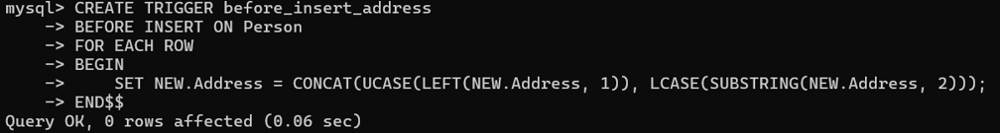 mysql> CREATE TRIGGER before_insert_address
    -> BEFORE INSERT ON Person
    -> FOR EACH ROW
    -> BEGIN
    ->     SET NEW.Address = CONCAT(UCASE(LEFT(NEW.Address, 1)), LCASE(SUBSTRING(NEW.Address, 2)));
    -> END$$
Query OK, 0 rows affected (0.06 sec)